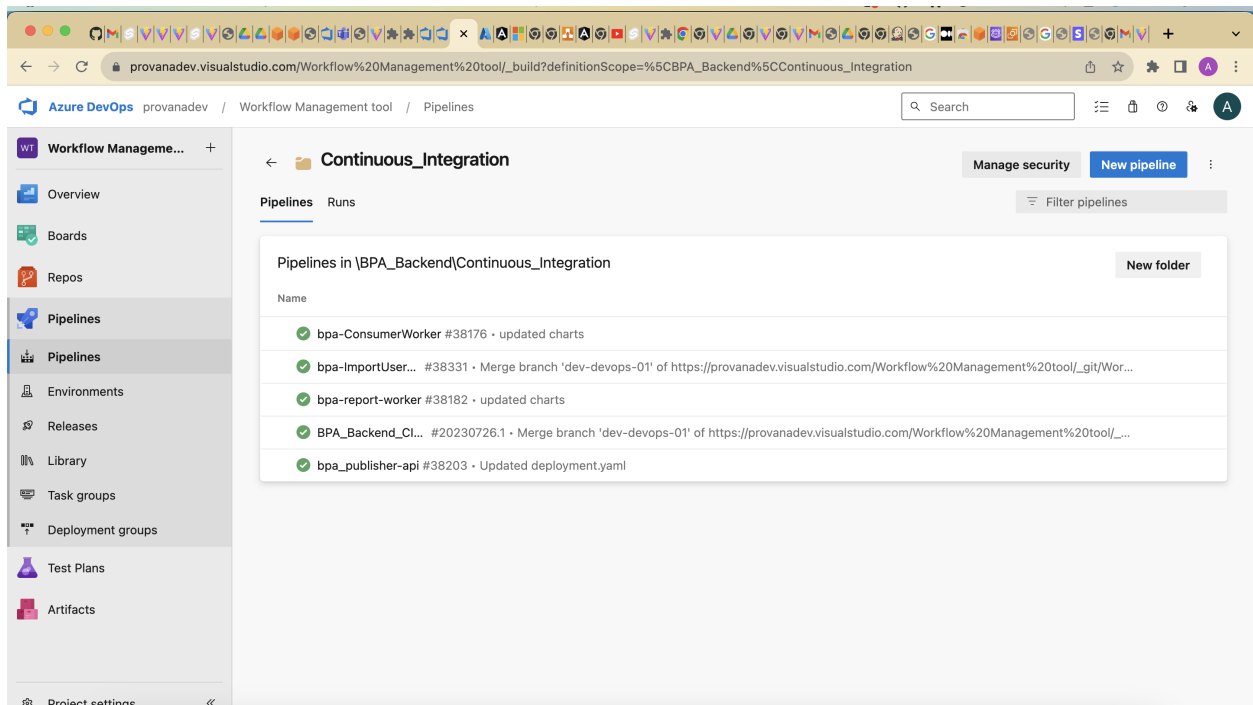 provanadev.visualstudio.com/Workflow%20Management%20tool/_build?definitionScope=%5CBPA_Backend%5CContinuous_Integration
A
Azure DevOps provanadev / Workflow Management tool / Pipelines
Search
A
WT Workflow Manageme... +
Overview
Boards
Repos
Pipelines
Pipelines
Environments
Releases
Library
Task groups
Deployment groups
Test Plans
Artifacts
Project settings
Continuous_Integration
Manage security
New pipeline
Pipelines Runs
Filter pipelines
Pipelines in \BPA_Backend\Continuous_Integration
New folder
Name
bpa-ConsumerWorker #38176 • updated charts
bpa-ImportUser... #38331 • Merge branch 'dev-devops-01' of https://provanadev.visualstudio.com/Workflow%20Management%20tool/_git/Wor...
bpa-report-worker #38182 • updated charts
BPA_Backend_CI... #20230726.1 • Merge branch 'dev-devops-01' of https://provanadev.visualstudio.com/Workflow%20Management%20tool/_...
bpa_publisher-api #38203 • Updated deployment.yaml